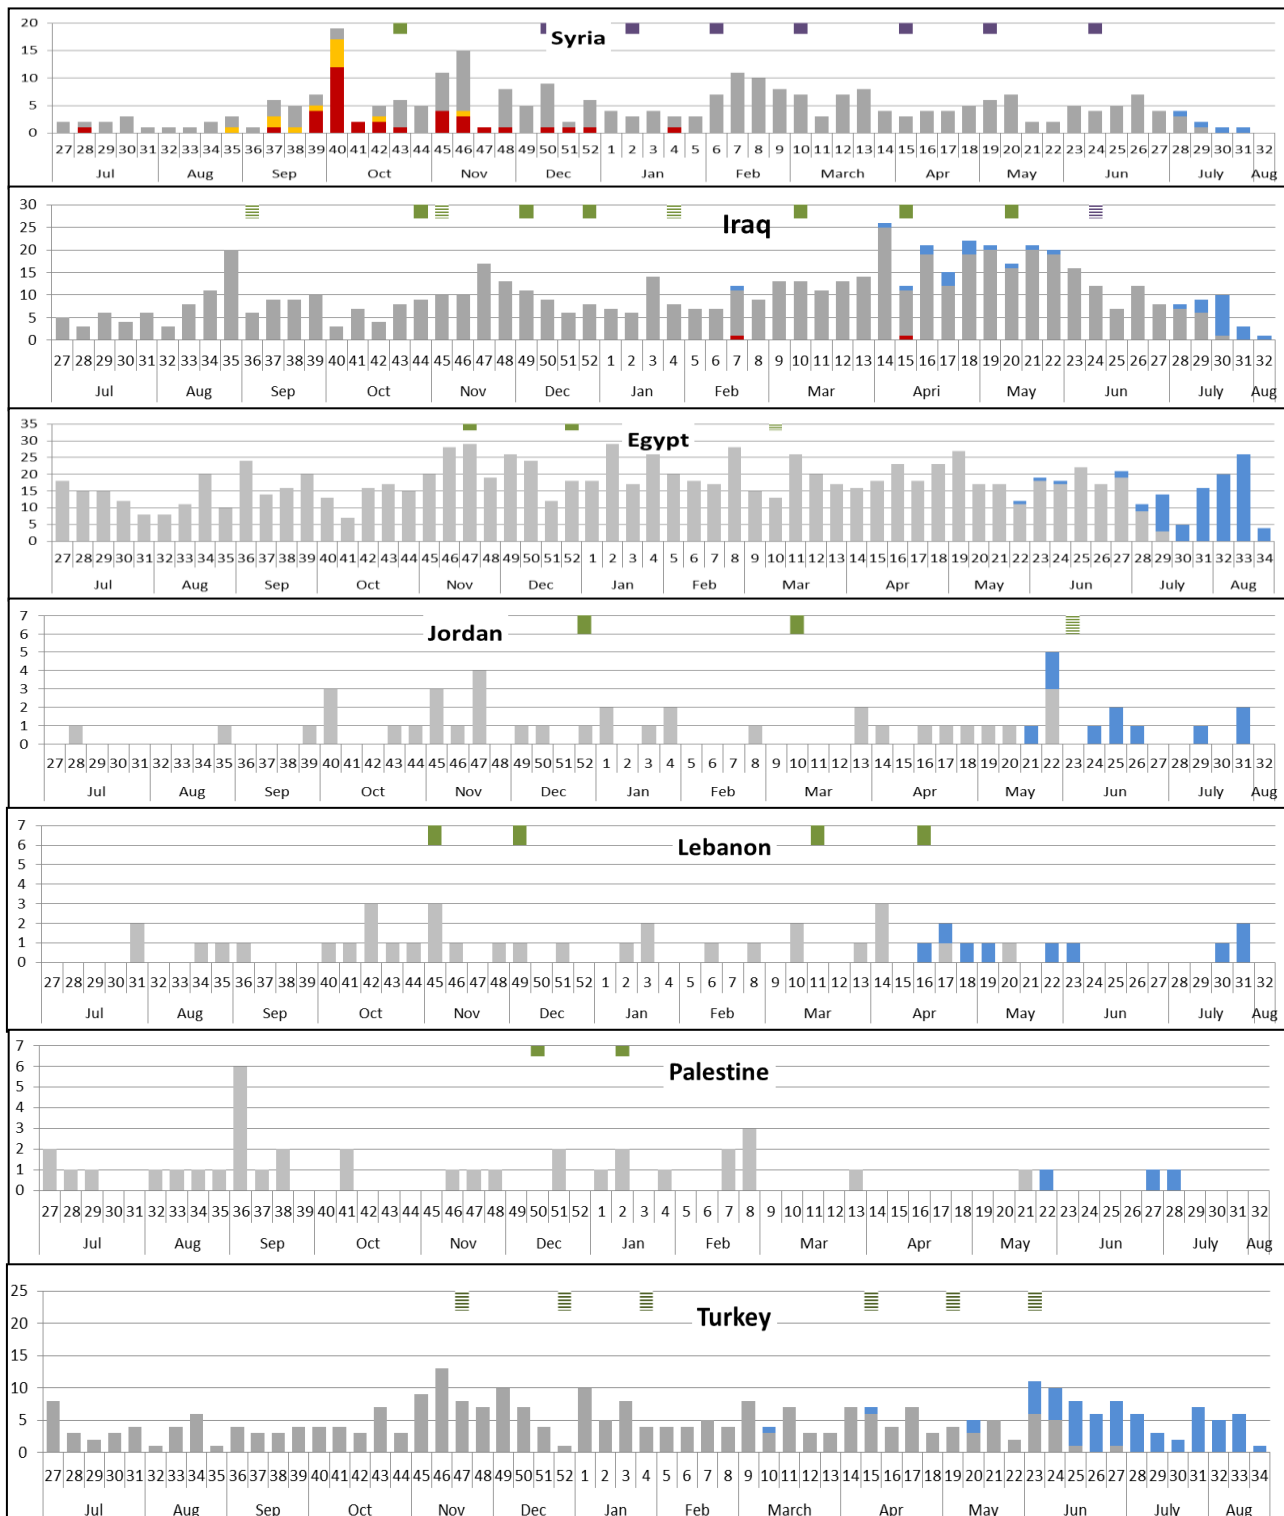 Syria
20
15
10
5
0
27 28 29 30 31 32 33 34 35 36 37 38 39 40 41 42 43 44 45 46 47 48 49 50 51 52 1 2 3 4 5 6 7 8 9 10 11 12 13 14 15 16 17 18 19 20 21 22 23 24 25 26 27 28 29 30 31 32
Jul Aug Sep Oct Nov Dec Jan Feb March Apr May Jun July
Iraq
30
25
20
15
10
5
0
27 28 29 30 31 32 33 34 35 36 37 38 39 40 41 42 43 44 45 46 47 48 49 50 51 52 1 2 3 4 5 6 7 8 9 10 11 12 13 14 15 16 17 18 19 20 21 22 23 24 25 26 27 28 29 30 31 32
Jul Aug Sep Oct Nov Dec Jan Feb Mar Apri May Jun July Aug
Egypt
35
30
25
20
15
10
5
0
27 28 29 30 31 32 33 34 35 36 37 38 39 40 41 42 43 44 45 46 47 48 49 50 51 52 1 2 3 4 5 6 7 8 9 10 11 12 13 14 15 16 17 18 19 20 21 22 23 24 25 26 27 28 29 30 31 32 33 34
Jul Aug Sep Oct Nov Dec Jan Feb Mar Apr May Jun July Aug
Jordan
7
6
5
4
3
2
1
0
27 28 29 30 31 32 33 34 35 36 37 38 39 40 41 42 43 44 45 46 47 48 49 50 51 52 1 2 3 4 5 6 7 8 9 10 11 12 13 14 15 16 17 18 19 20 21 22 23 24 25 26 27 28 29 30 31 32
Jul Aug Sep Oct Nov Dec Jan Feb Mar Apr May Jun July Aug
Lebanon
7
6
5
4
3
2
1
0
27 28 29 30 31 32 33 34 35 36 37 38 39 40 41 42 43 44 45 46 47 48 49 50 51 52 1 2 3 4 5 6 7 8 9 10 11 12 13 14 15 16 17 18 19 20 21 22 23 24 25 26 27 28 29 30 31 32
Jul Aug Sep Oct Nov Dec Jan Feb Mar Apr May Jun July Aug
Palestine
7
6
5
4
3
2
1
0
27 28 29 30 31 32 33 34 35 36 37 38 39 40 41 42 43 44 45 46 47 48 49 50 51 52 1 2 3 4 5 6 7 8 9 10 11 12 13 14 15 16 17 18 19 20 21 22 23 24 25 26 27 28 29 30 31 32
Jul Aug Sep Oct Nov Dec Jan Feb Mar Apr May Jun July Aug
Turkey
25
20
15
10
5
0
27 28 29 30 31 32 33 34 35 36 37 38 39 40 41 42 43 44 45 46 47 48 49 50 51 52 1 2 3 4 5 6 7 8 9 10 11 12 13 14 15 16 17 18 19 20 21 22 23 24 25 26 27 28 29 30 31 32 33 34
Jul Aug Sep Oct Nov Dec Jan Feb March Apr May Jun July Aug